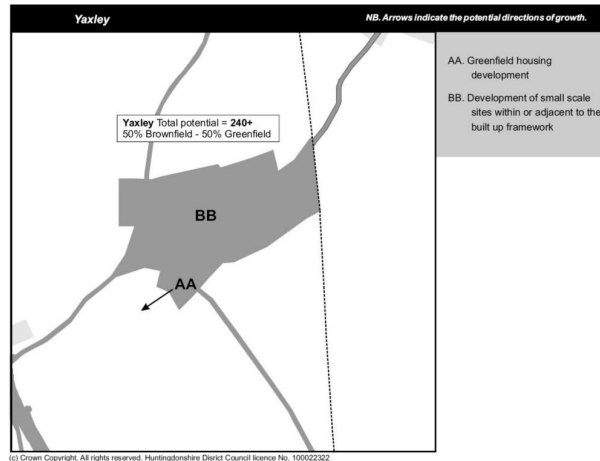 Yaxley
NB. Arrows indicate the potential directions of growth.
Yaxley Total potential = 240+
50% Brownfield - 50% Greenfield
BB
AA
AA. Greenfield housing
development
BB. Development of small scale
sites within or adjacent to the
built up framework
(c) Crown Copyright. All rights reserved. Huntingdonshire Disrict Council licence No. 100022322